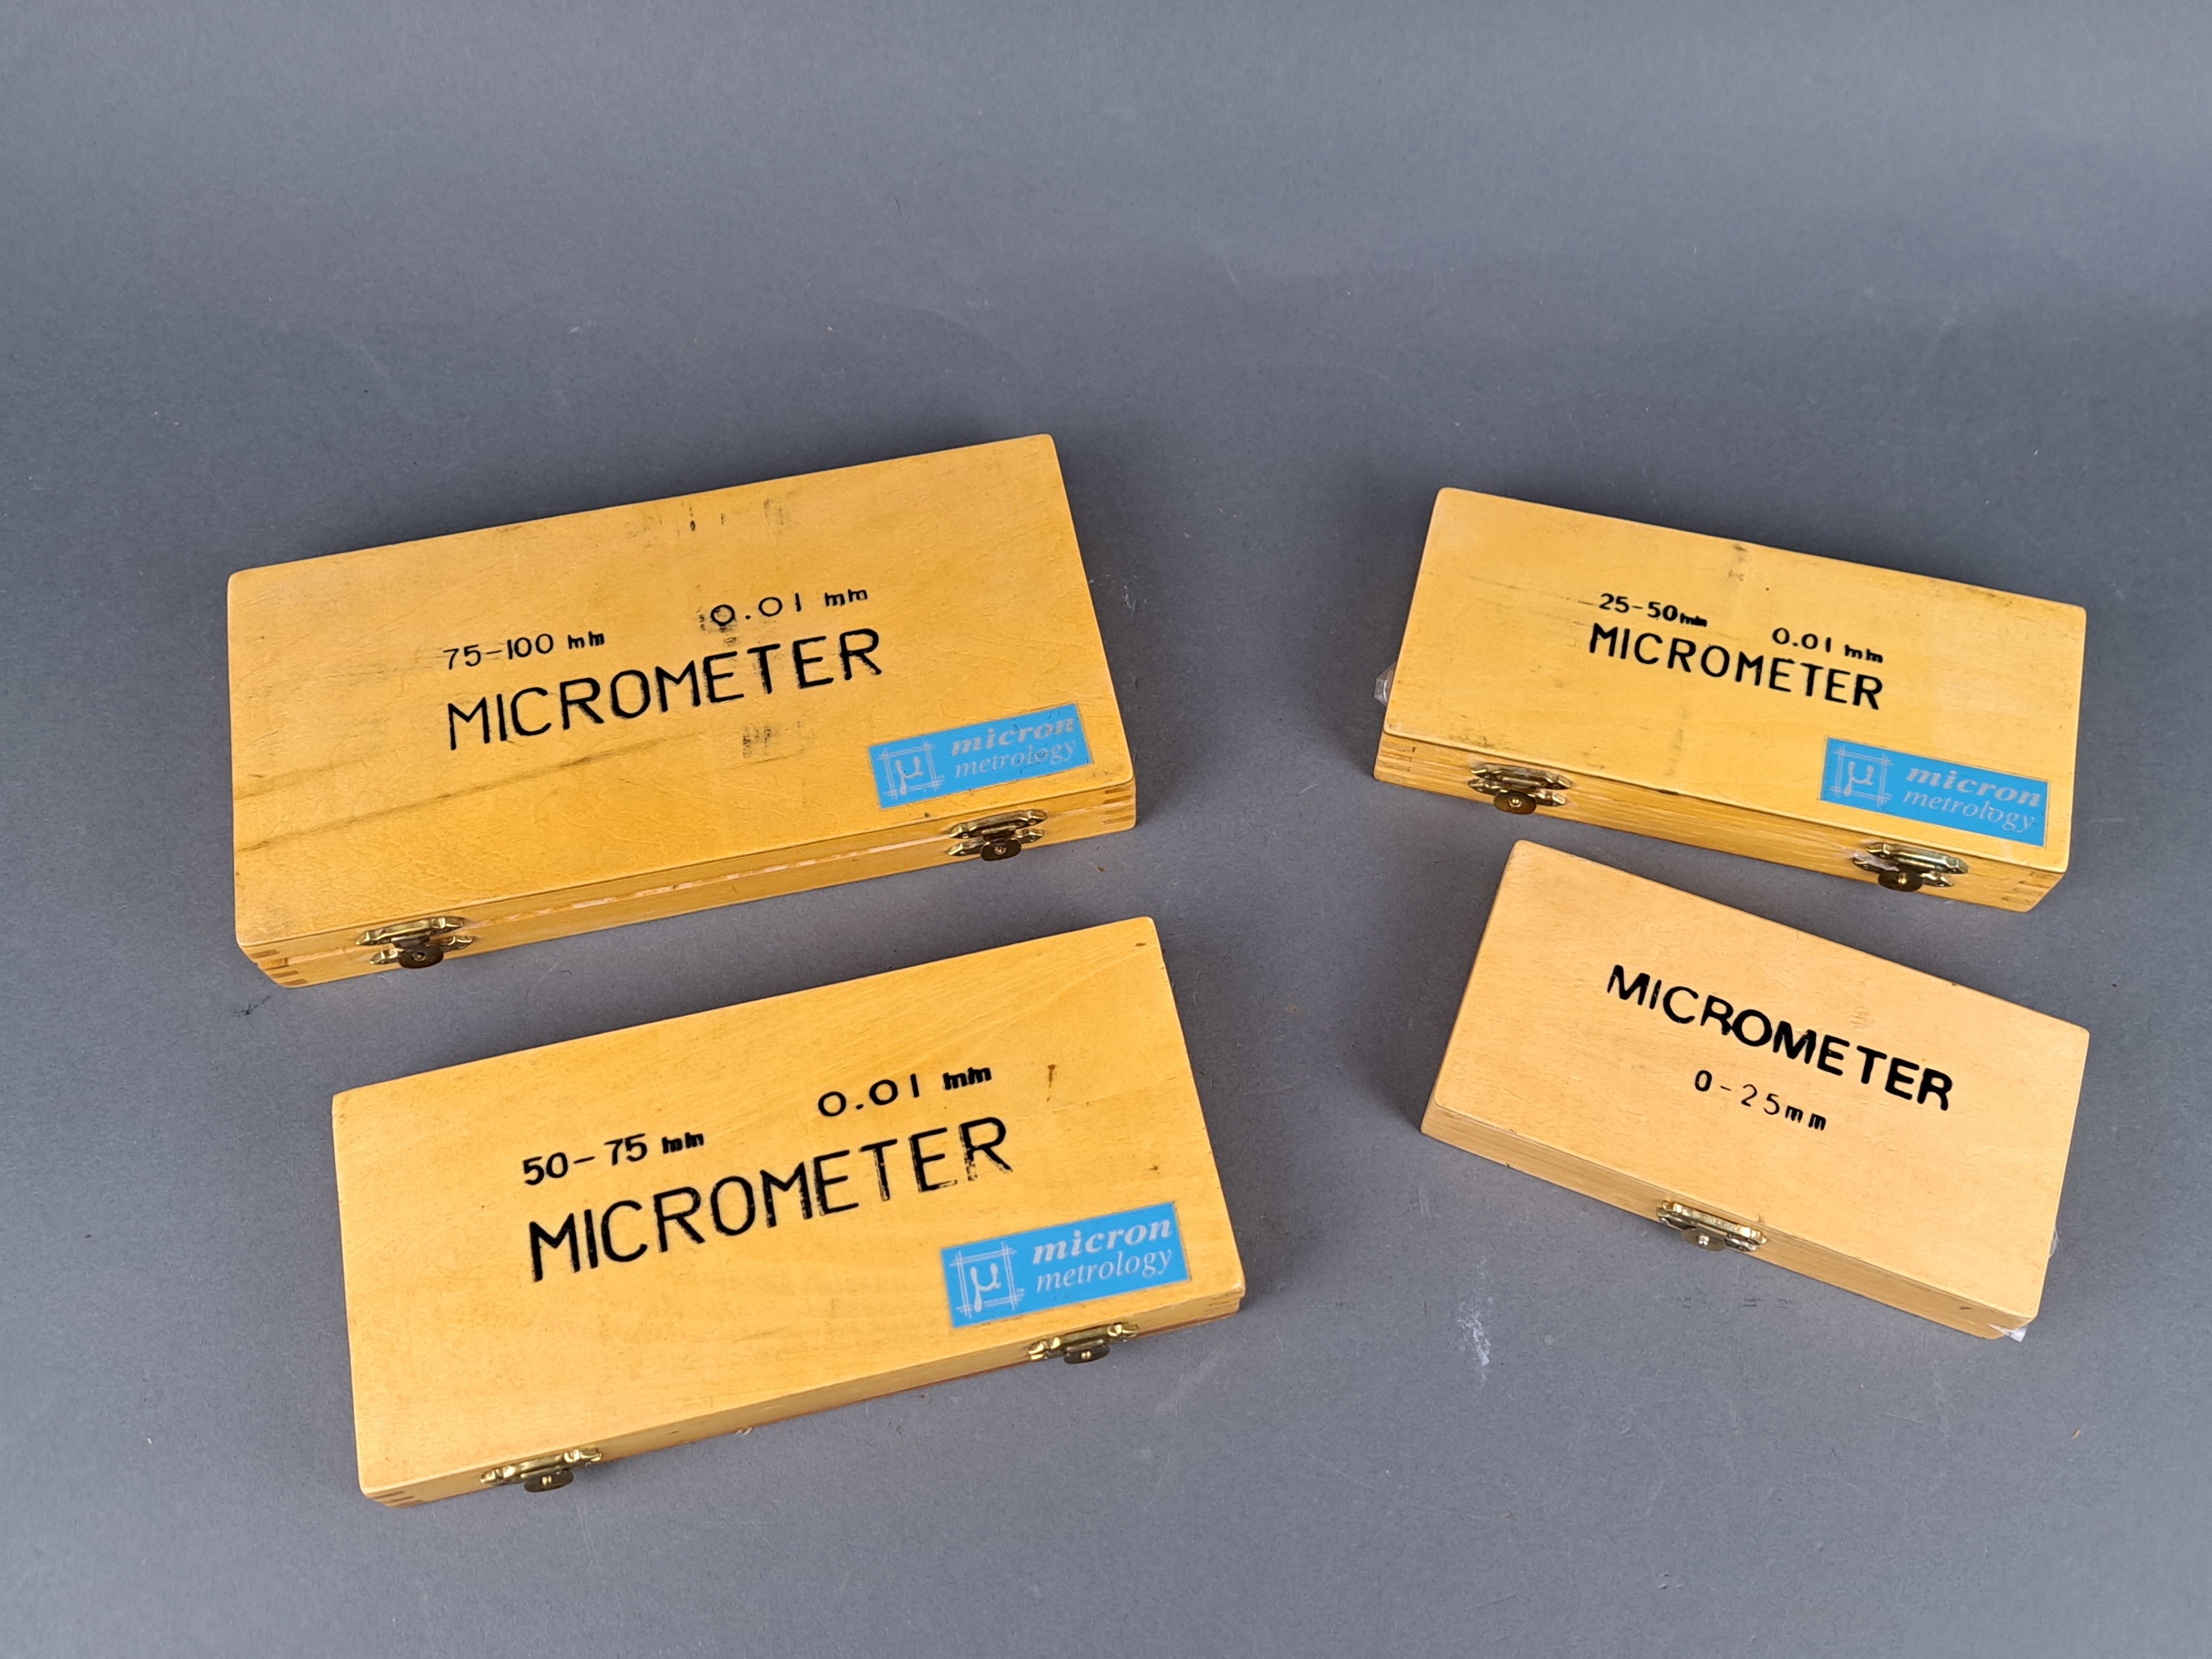 75-100 mm 0.01 mm
MICROMETER
µ micron
metrology
25-50mm 0.01 mm
MICROMETER
µ micron
metrology
50-75 mm 0.01 mm
MICROMETER
µ micron
metrology
MICROMETER
0-25mm